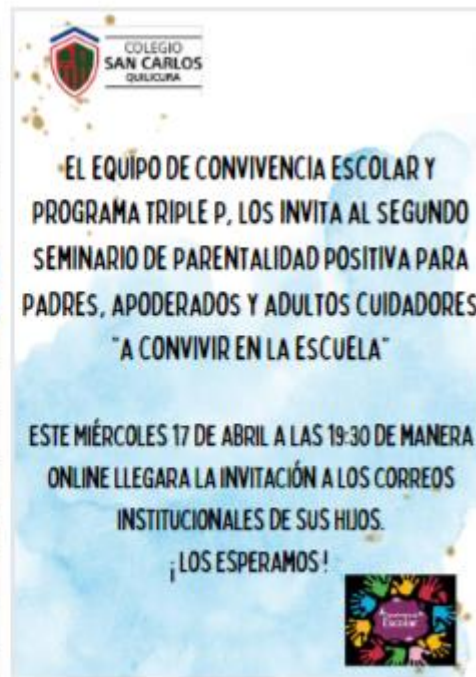 COLEGIO
SAN CARLOS
QUILICURA
EL EQUIPO DE CONVIVENCIA ESCOLAR Y
PROGRAMA TRIPLE P, LOS INVITA AL SEGUNDO
SEMINARIO DE PARENTALIDAD POSITIVA PARA
PADRES, APODERADOS Y ADULTOS CUIDADORES
"A CONVIVIR EN LA ESCUELA"
ESTE MIÉRCOLES 17 DE ABRIL A LAS 19:30 DE MANERA
ONLINE LLEGARA LA INVITACIÓN A LOS CORREOS
INSTITUCIONALES DE SUS HIJOS.
¡LOS ESPERAMOS!
Escolar